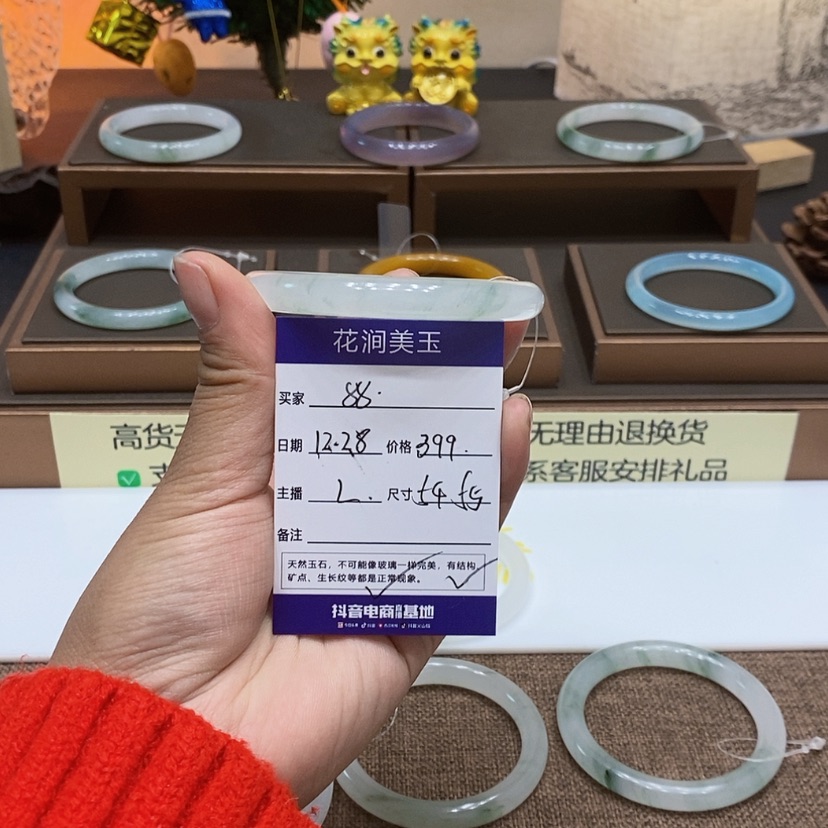 花涧美玉
买家 88.
日期 12.28 价格 399.
主播 L. 尺寸 54.
备注
天然玉石，不可能像玻璃一样完美，有结构，
矿点、生长纹等都是正常现象。
抖音电商直播基地
高货
无理由退换货
系客服安排礼品